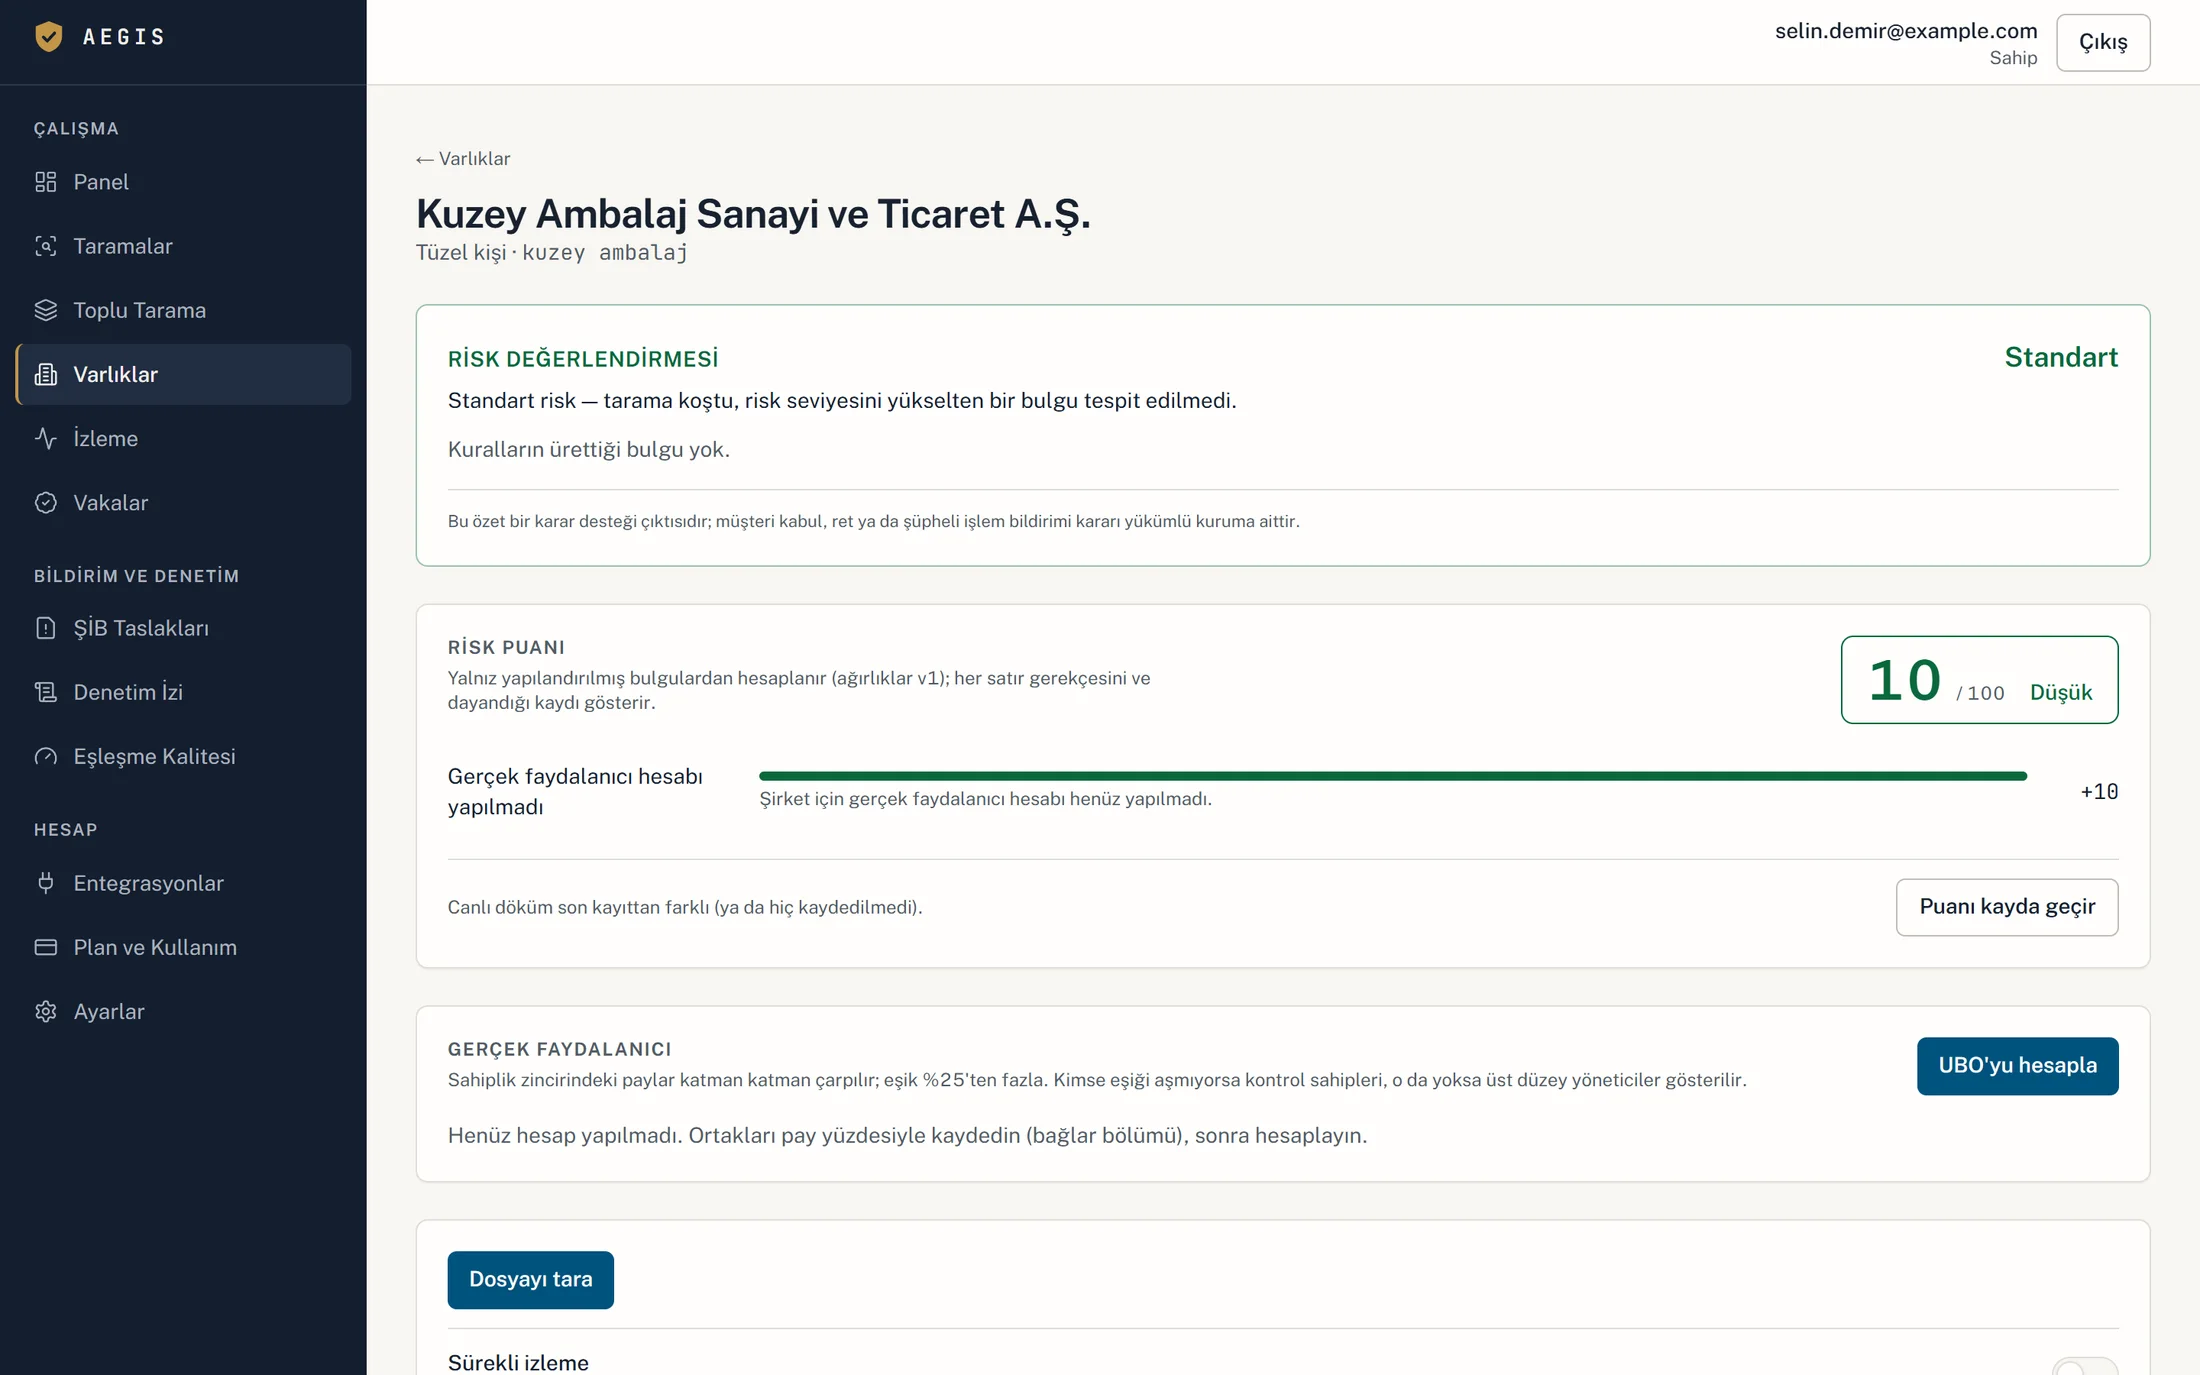 AEGIS
selin.demir@example.com
Sahip
Çıkış
ÇALIŞMA
Panel
Taramalar
Toplu Tarama
Varlıklar
İzleme
Vakalar
BİLDİRİM VE DENETİM
ŞİB Taslakları
Denetim İzi
Eşleşme Kalitesi
HESAP
Entegrasyonlar
Plan ve Kullanım
Ayarlar
← Varlıklar
Kuzey Ambalaj Sanayi ve Ticaret A.Ş.
Tüzel kişi · kuzey ambalaj
RİSK DEĞERLENDİRMESİ
Standart
Standart risk — tarama koştu, risk seviyesini yükselten bir bulgu tespit edilmedi.
Kuralların ürettiği bulgu yok.
Bu özet bir karar desteği çıktısıdır; müşteri kabul, ret ya da şüpheli işlem bildirimi kararı yükümlü kuruma aittir.
RİSK PUANI
Yalnız yapılandırılmış bulgulardan hesaplanır (ağırlıklar v1); her satır gerekçesini ve
dayandığı kaydı gösterir.
10 / 100 Düşük
Gerçek faydalanıcı hesabı
yapılmadı
Şirket için gerçek faydalanıcı hesabı henüz yapılmadı.
+10
Canlı döküm son kayıttan farklı (ya da hiç kaydedilmedi).
Puanı kayda geçir
GERÇEK FAYDALANICI
Sahiplik zincirindeki paylar katman katman çarpılır; eşik %25'ten fazla. Kimse eşiği aşmıyorsa kontrol sahipleri, o da yoksa üst düzey yöneticiler gösterilir.
UBO'yu hesapla
Henüz hesap yapılmadı. Ortakları pay yüzdesiyle kaydedin (bağlar bölümü), sonra hesaplayın.
Dosyayı tara
Sürekli izleme